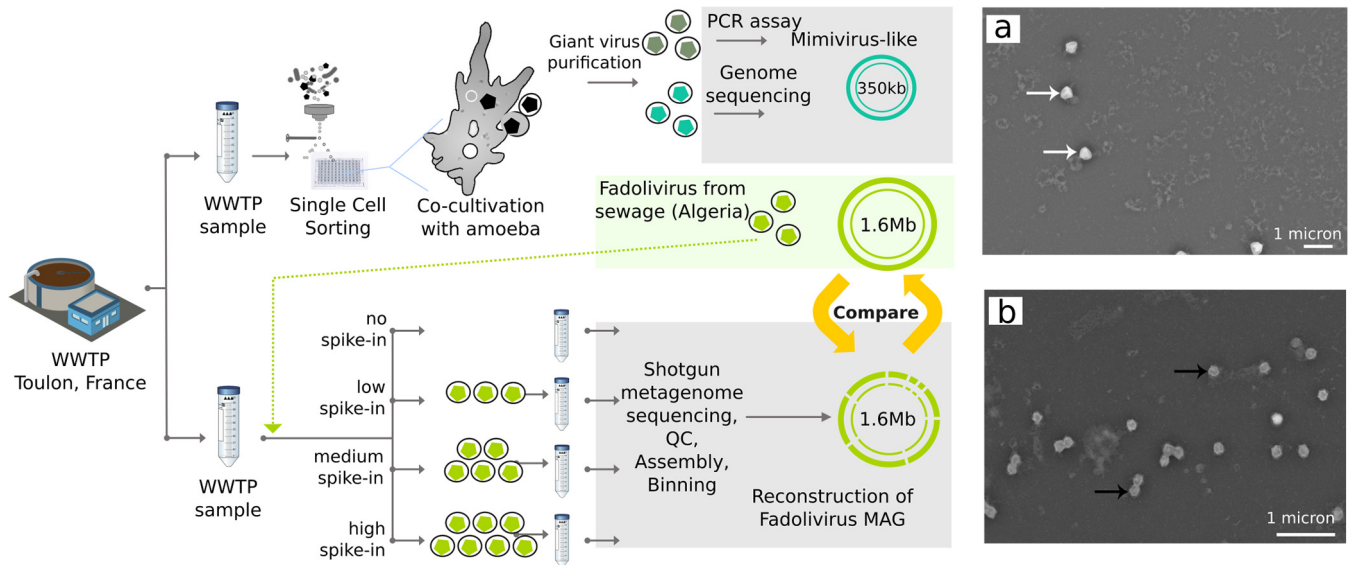 WWTP
Toulon, France
WWTP
sample
Single Cell
Sorting
Co-cultivation
with amoeba
Giant virus
purification
PCR assay
Mimivirus-like
350kb
Genome
sequencing
Fadolivirus from
sewage (Algeria)
1.6Mb
Compare
WWTP
sample
no
spike-in
low
spike-in
medium
spike-in
high
spike-in
Shotgun
metagenome
sequencing,
QC,
Assembly,
Binning
1.6Mb
Reconstruction of
Fadolivirus MAG
a
1 micron
b
1 micron